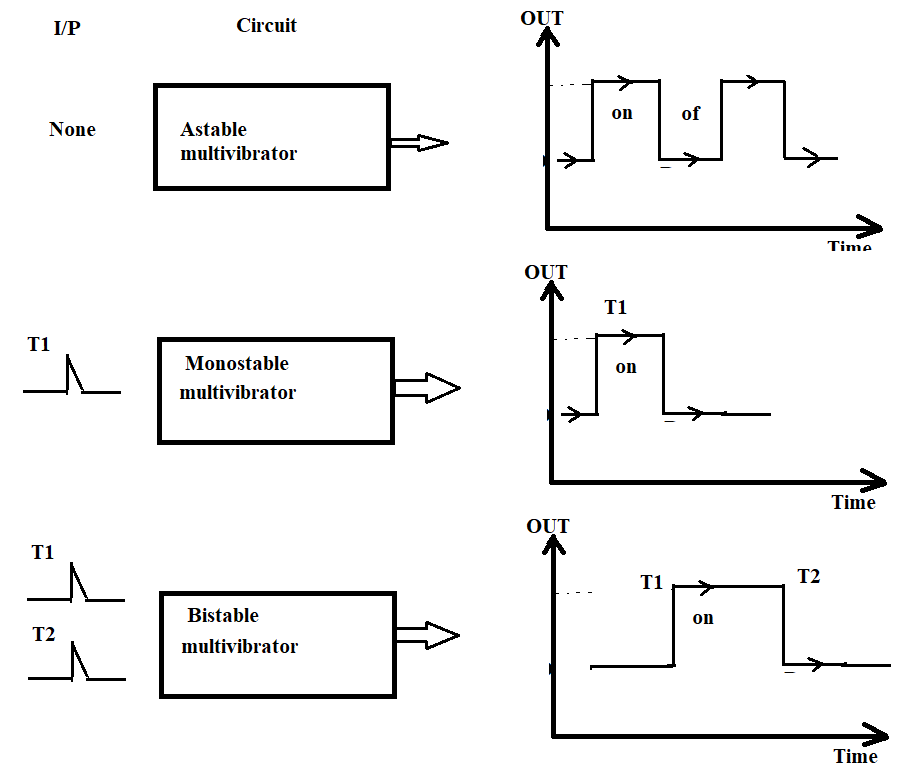 I/P
Circuit
OUT
None
Astable
multivibrator
on
of
Time
OUT
T1
T1
Monostable
multivibrator
on
Time
OUT
T1
T2
Bistable
multivibrator
T1
on
T2
Time